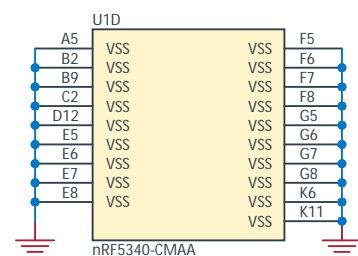 U1D
A5 VSS VSS F5
B2 VSS VSS F6
B9 VSS VSS F7
C2 VSS VSS F8
D12 VSS VSS G5
E5 VSS VSS G6
E6 VSS VSS G7
E7 VSS VSS G8
E8 VSS VSS K6
VSS K11
nRF5340-CMAA